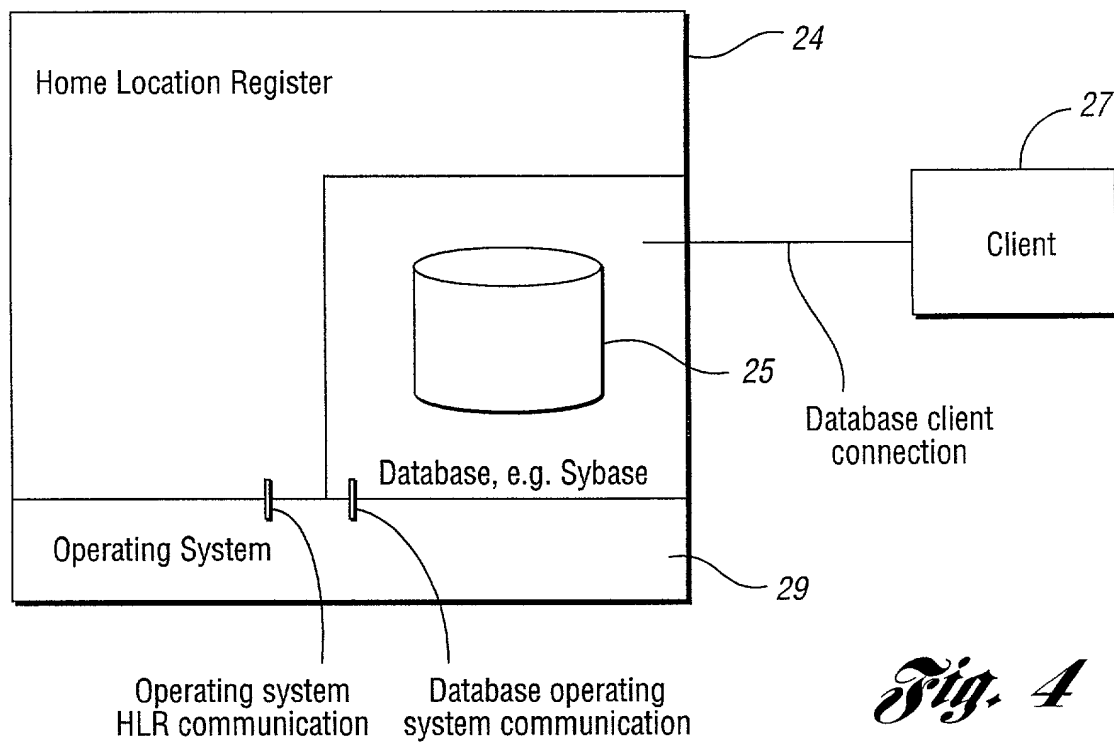 24
Home Location Register
27
Client
25
Database client
connection
Database, e.g. Sybase
Operating System
29
Operating system
HLR communication
Database operating
system communication
Fig. 4